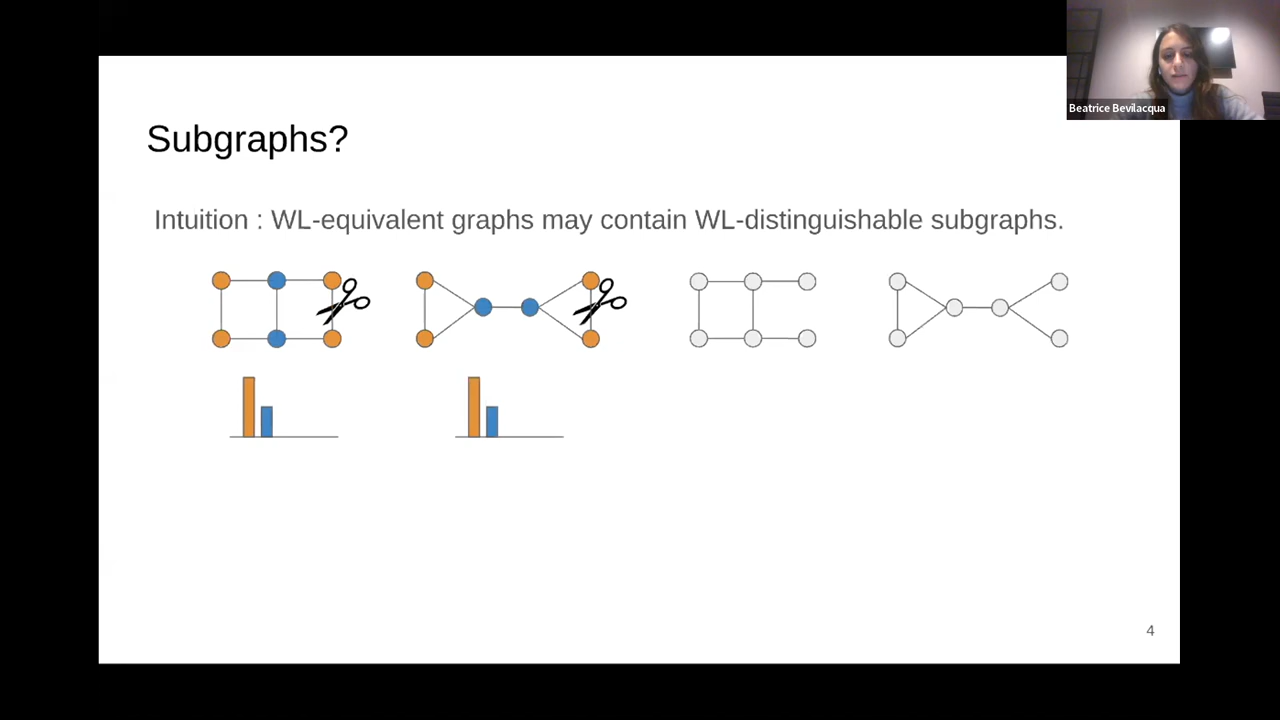 Beatrice Bevilacqua
Subgraphs?
Intuition : WL-equivalent graphs may contain WL-distinguishable subgraphs.
4